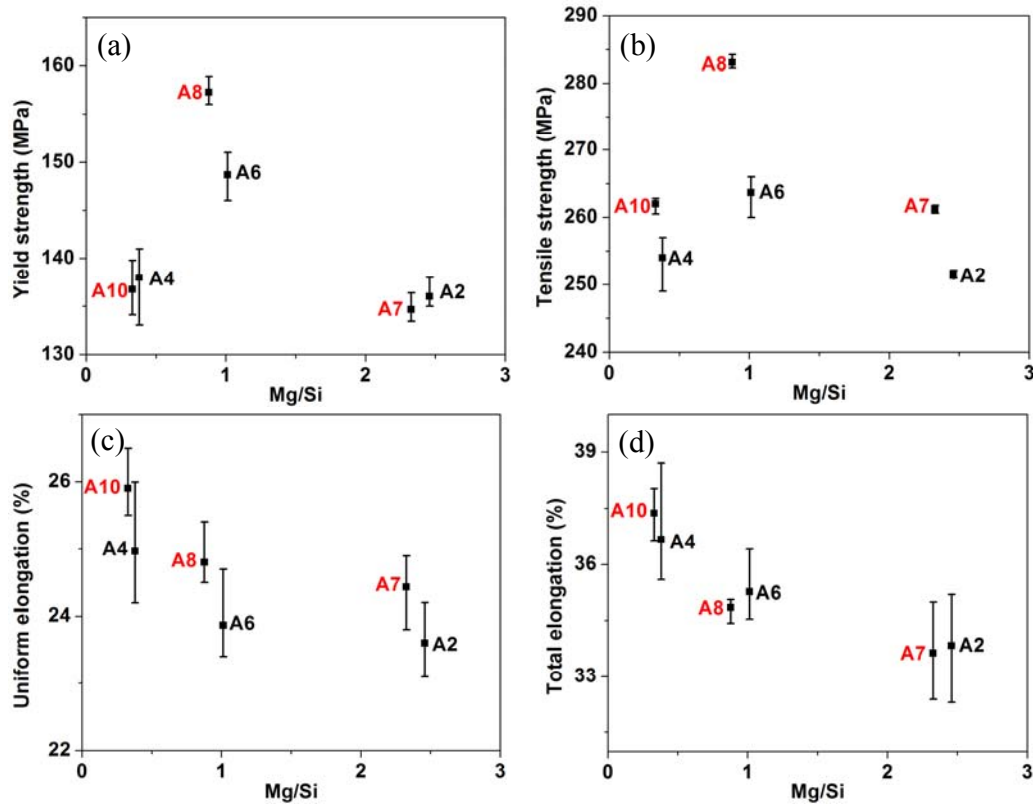 (a)
Yield strength (MPa)
160
150
140
130
A8
A6
A10
A4
A7
A2
0
1
2
3
Mg/Si
(b)
Tensile strength (MPa)
290
280
270
260
250
240
A8
A6
A10
A4
A7
A2
0
1
2
3
Mg/Si
(c)
Uniform elongation (%)
26
24
22
A10
A4
A8
A6
A7
A2
0
1
2
3
Mg/Si
(d)
Total elongation (%)
39
36
33
A10
A4
A8
A6
A7
A2
0
1
2
3
Mg/Si